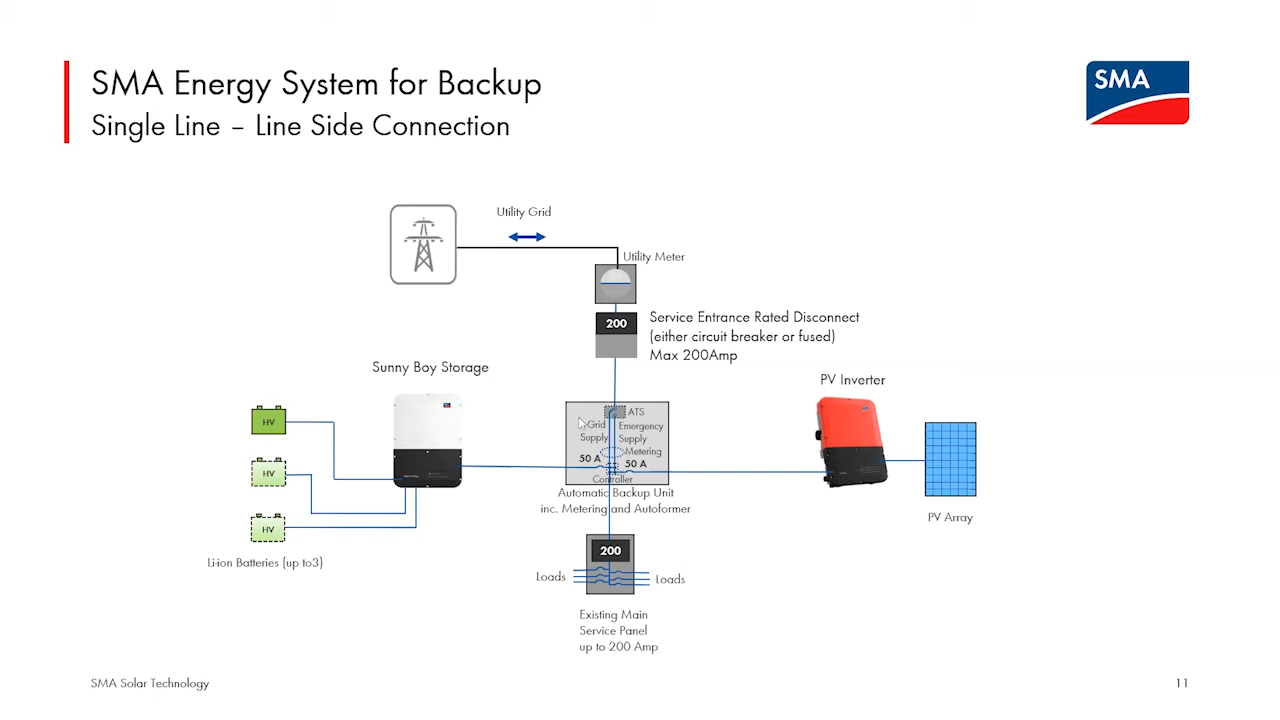 SMA Energy System for Backup
Single Line – Line Side Connection
SMA
Utility Grid
Utility Meter
200
Service Entrance Rated Disconnect
(either circuit breaker or fused)
Max 200Amp
Sunny Boy Storage
PV Inverter
HV
HV
HV
Li-ion Batteries (up to3)
ATS
Grid
Supply
Emergency
Supply
Metering
50 A
50 A
Controller
Automatic Backup Unit
inc. Metering and Autoformer
PV Array
200
Loads
Loads
Existing Main
Service Panel
up to 200 Amp
SMA Solar Technology
11